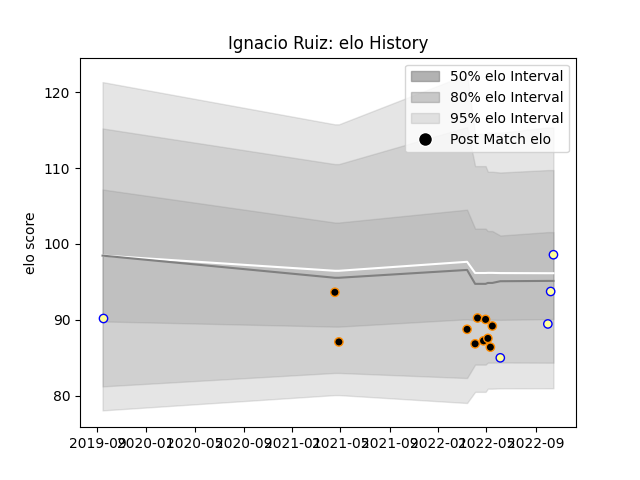 Ignacio Ruiz: elo History
120
110
100
90
80
elo score
50% elo Interval
80% elo Interval
95% elo Interval
Post Match elo
2019-09 2020-01 2020-05 2020-09 2021-01 2021-05 2021-09 2022-01 2022-05 2022-09